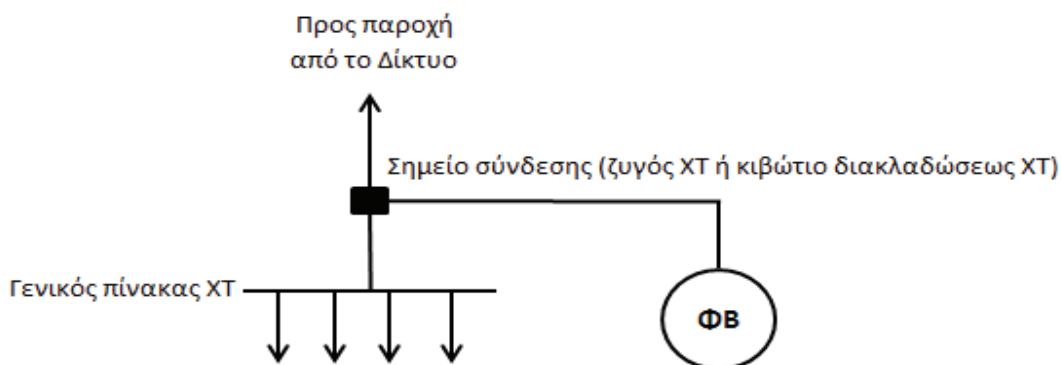 Προς παροχή
από το Δίκτυο
Σημείο σύνδεσης (ζυγός ΧΤ ή κιβώτιο διακλαδώσεως ΧΤ)
Γενικός πίνακας ΧΤ
ΦΒ